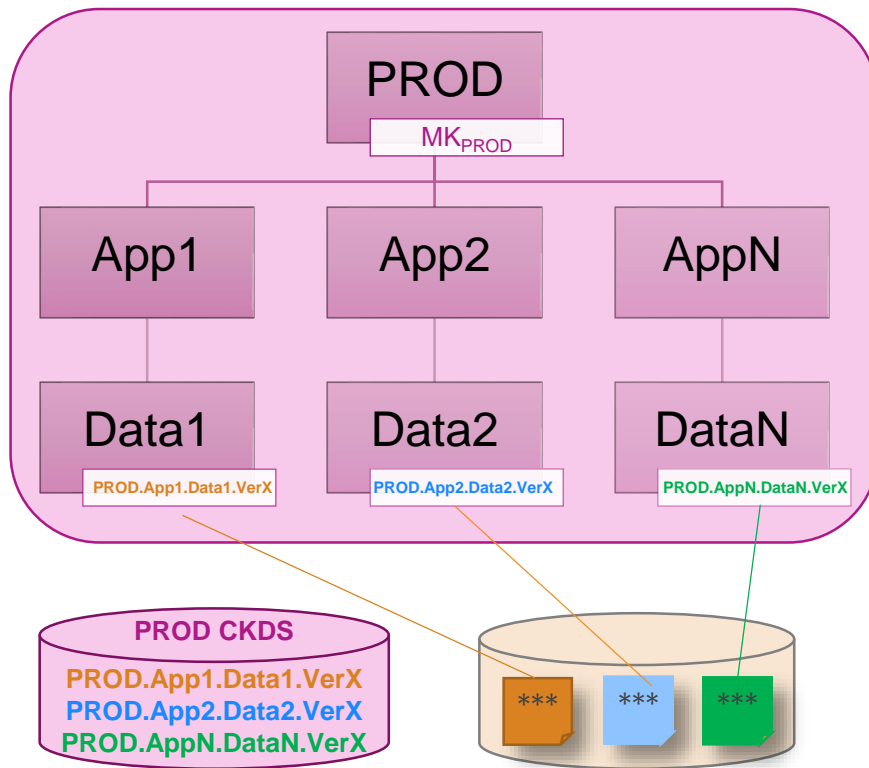 PROD
MK_PROD
App1
App2
AppN
Data1
Data2
DataN
PROD.App1.Data1.VerX
PROD.App2.Data2.VerX
PROD.AppN.DataN.VerX
PROD CKDS
PROD.App1.Data1.VerX
PROD.App2.Data2.VerX
PROD.AppN.DataN.VerX
***
***
***